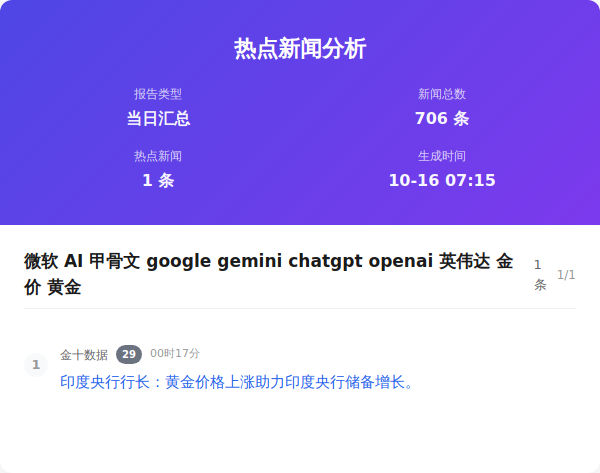 热点新闻分析
报告类型
新闻总数
当日汇总
706 条
热点新闻
生成时间
1 条
10-16 07:15
微软 AI 甲骨文 google gemini chatgpt openai 英伟达 金
价 黄金
1
条
1/1
1
金十数据 29 00时17分
印度央行行长：黄金价格上涨助力印度央行储备增长。